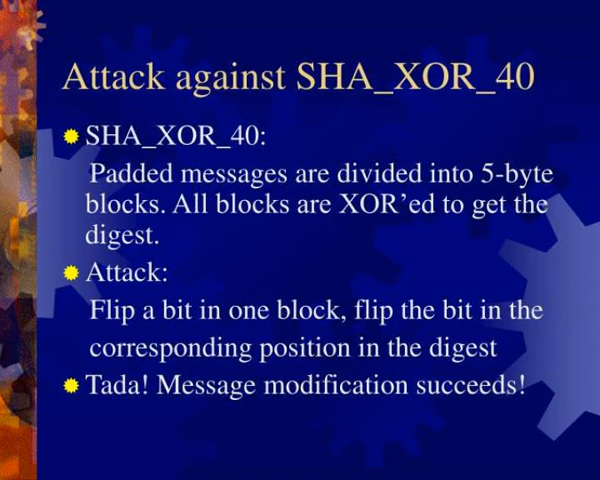 Attack against SHA_XOR_40
SHA_XOR_40:
Padded messages are divided into 5-byte
blocks. All blocks are XOR’ed to get the
digest.
Attack:
Flip a bit in one block, flip the bit in the
corresponding position in the digest
Tada! Message modification succeeds!